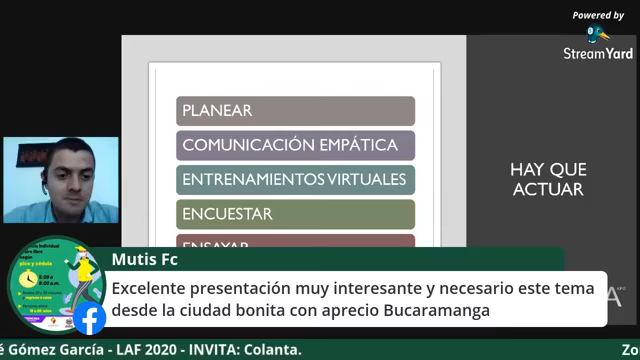 Powered by
StreamYard
PLANEAR
COMUNICACIÓN EMPÁTICA
ENTRENAMIENTOS VIRTUALES
ENCUESTAR
ENSAYAR
HAY QUE
ACTUAR
Mutis Fc
Excelente presentación muy interesante y necesario este tema
desde la ciudad bonita con aprecio Bucaramanga
é Gómez García - LAF 2020 - INVITA: Colanta.
Zo